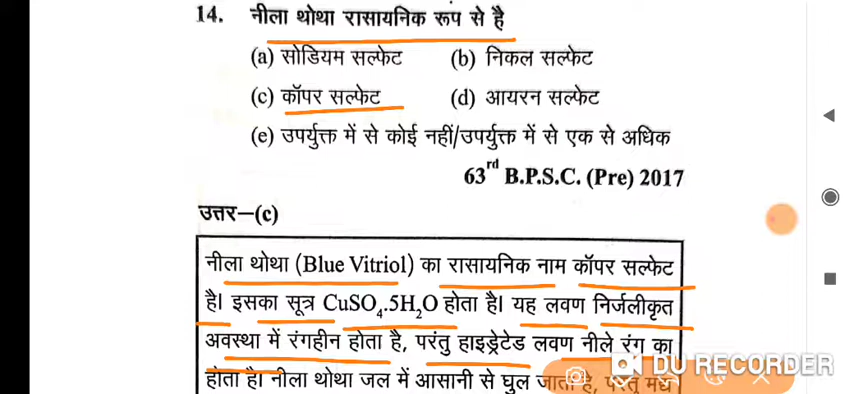 14. नीला थोथा रासायनिक रूप से है
(a) सोडियम सल्फेट (b) निकल सल्फेट
(c) कॉपर सल्फेट (d) आयरन सल्फेट
(e) उपर्युक्त में से कोई नहीं/उपर्युक्त में से एक से अधिक
63rd B.P.S.C. (Pre) 2017
उत्तर–(c)
नीला थोथा (Blue Vitriol) का रासायनिक नाम कॉपर सल्फेट
है। इसका सूत्र CuSO₄.5H₂O होता है। यह लवण निर्जलीकृत
अवस्था में रंगहीन होता है, परंतु हाइड्रेटेड लवण नीले रंग का
DU RECORDER
होता है। नीला थोथा जल में आसानी से घुल जाता है, परंतु मद्य